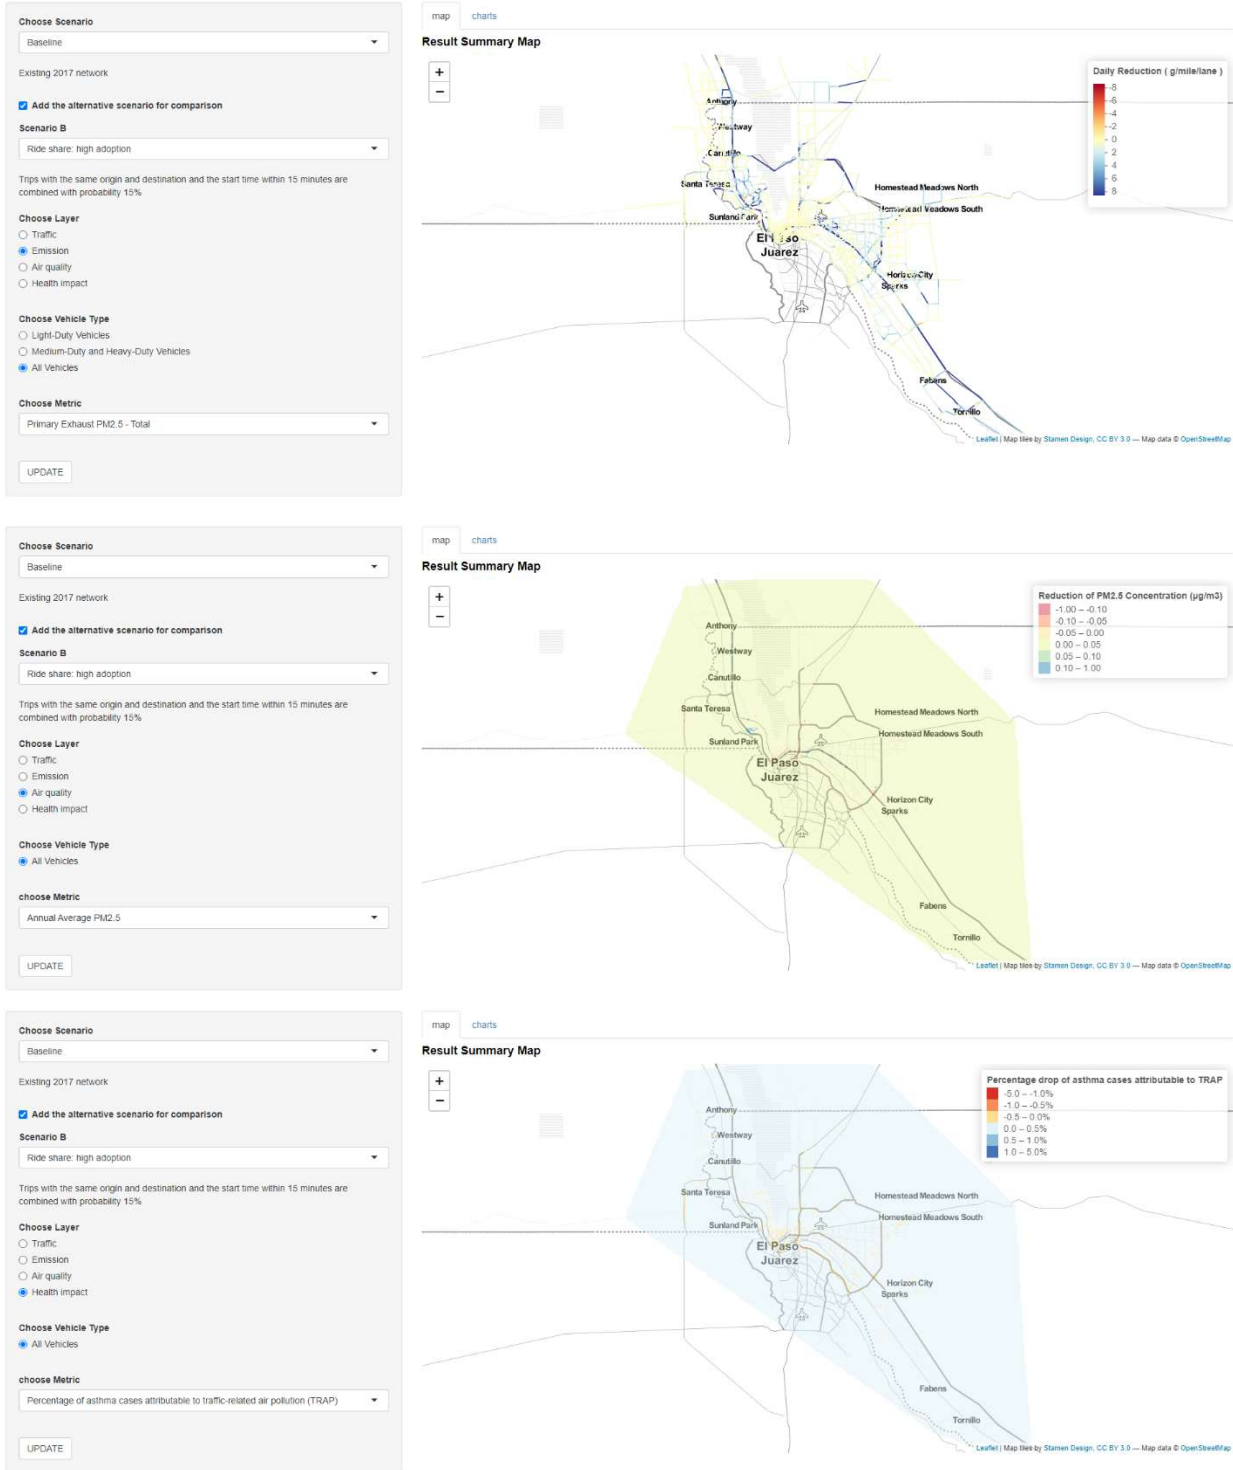 Choose Scenario
Baseline
Existing 2017 network
Add the alternative scenario for comparison
Scenario B
Ride share: high adoption
Trips with the same origin and destination and the start time within 15 minutes are
combined with probability 15%
Choose Layer
Traffic
Emission
Air quality
Health impact
Choose Vehicle Type
Light-Duty Vehicles
Medium-Duty and Heavy-Duty Vehicles
All Vehicles
Choose Metric
Primary Exhaust PM2.5 - Total
UPDATE
map charts
Result Summary Map
+
−
Daily Reduction ( g/mile/lane )
-8
-6
-4
-2
0
2
4
6
8
Anthony
Westway
Canutillo
Santa Teresa
Homestead Meadows North
Homestead Meadows South
Sunland Park
El Paso
Juarez
Horizon City
Sparks
Fabens
Tornillo
Leaflet | Map tiles by Stamen Design, CC BY 3.0 — Map data © OpenStreetMap
Choose Scenario
Baseline
Existing 2017 network
Add the alternative scenario for comparison
Scenario B
Ride share: high adoption
Trips with the same origin and destination and the start time within 15 minutes are
combined with probability 15%
Choose Layer
Traffic
Emission
Air quality
Health impact
Choose Vehicle Type
All Vehicles
choose Metric
Annual Average PM2.5
UPDATE
map charts
Result Summary Map
+
−
Reduction of PM2.5 Concentration (µg/m3)
-1.00 – -0.10
-0.10 – -0.05
-0.05 – 0.00
0.00 – 0.05
0.05 – 0.10
0.10 – 1.00
Anthony
Westway
Canutillo
Santa Teresa
Homestead Meadows North
Homestead Meadows South
Sunland Park
El Paso
Juarez
Horizon City
Sparks
Fabens
Tornillo
Leaflet | Map tiles by Stamen Design, CC BY 3.0 — Map data © OpenStreetMap
Choose Scenario
Baseline
Existing 2017 network
Add the alternative scenario for comparison
Scenario B
Ride share: high adoption
Trips with the same origin and destination and the start time within 15 minutes are
combined with probability 15%
Choose Layer
Traffic
Emission
Air quality
Health impact
Choose Vehicle Type
All Vehicles
choose Metric
Percentage of asthma cases attributable to traffic-related air pollution (TRAP)
UPDATE
map charts
Result Summary Map
+
−
Percentage drop of asthma cases attributable to TRAP
-5.0 – -1.0%
-1.0 – -0.5%
-0.5 – 0.0%
0.0 – 0.5%
0.5 – 1.0%
1.0 – 5.0%
Anthony
Westway
Canutillo
Santa Teresa
Homestead Meadows North
Homestead Meadows South
Sunland Park
El Paso
Juarez
Horizon City
Sparks
Fabens
Tornillo
Leaflet | Map tiles by Stamen Design, CC BY 3.0 — Map data © OpenStreetMap